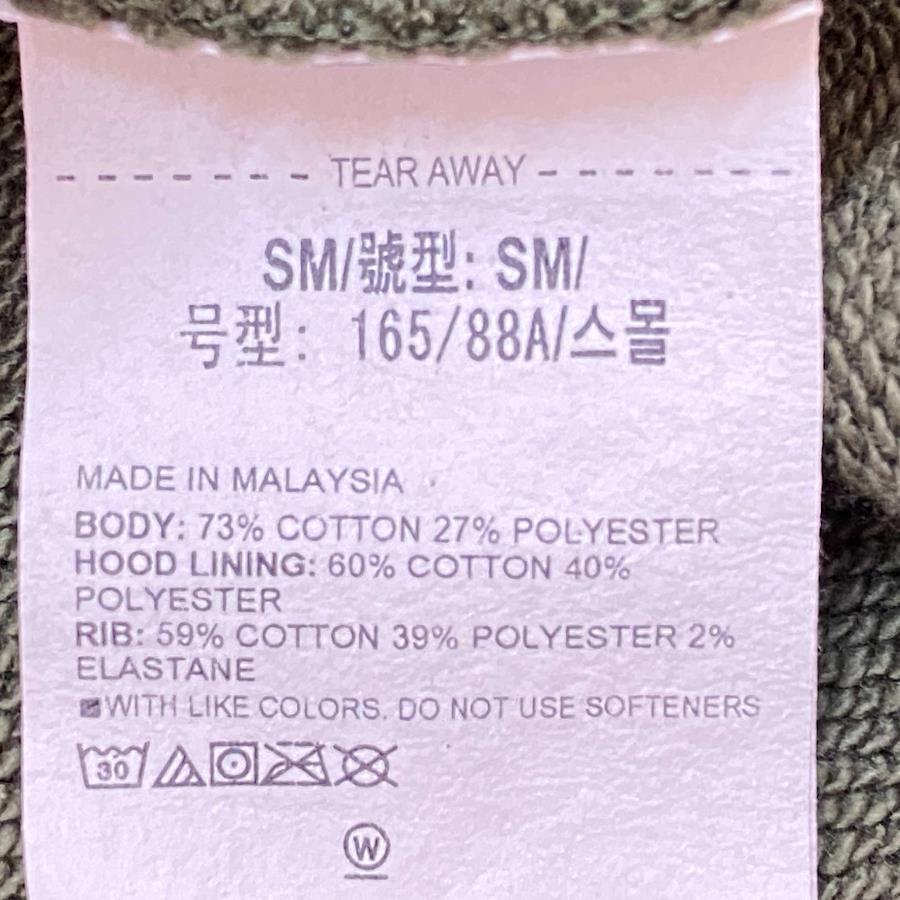 TEAR AWAY
SM/號型: SM/
号型: 165/88A/스몰
MADE IN MALAYSIA
BODY: 73% COTTON 27% POLYESTER
HOOD LINING: 60% COTTON 40%
POLYESTER
RIB: 59% COTTON 39% POLYESTER 2%
ELASTANE
WITH LIKE COLORS. DO NOT USE SOFTENERS
30
W